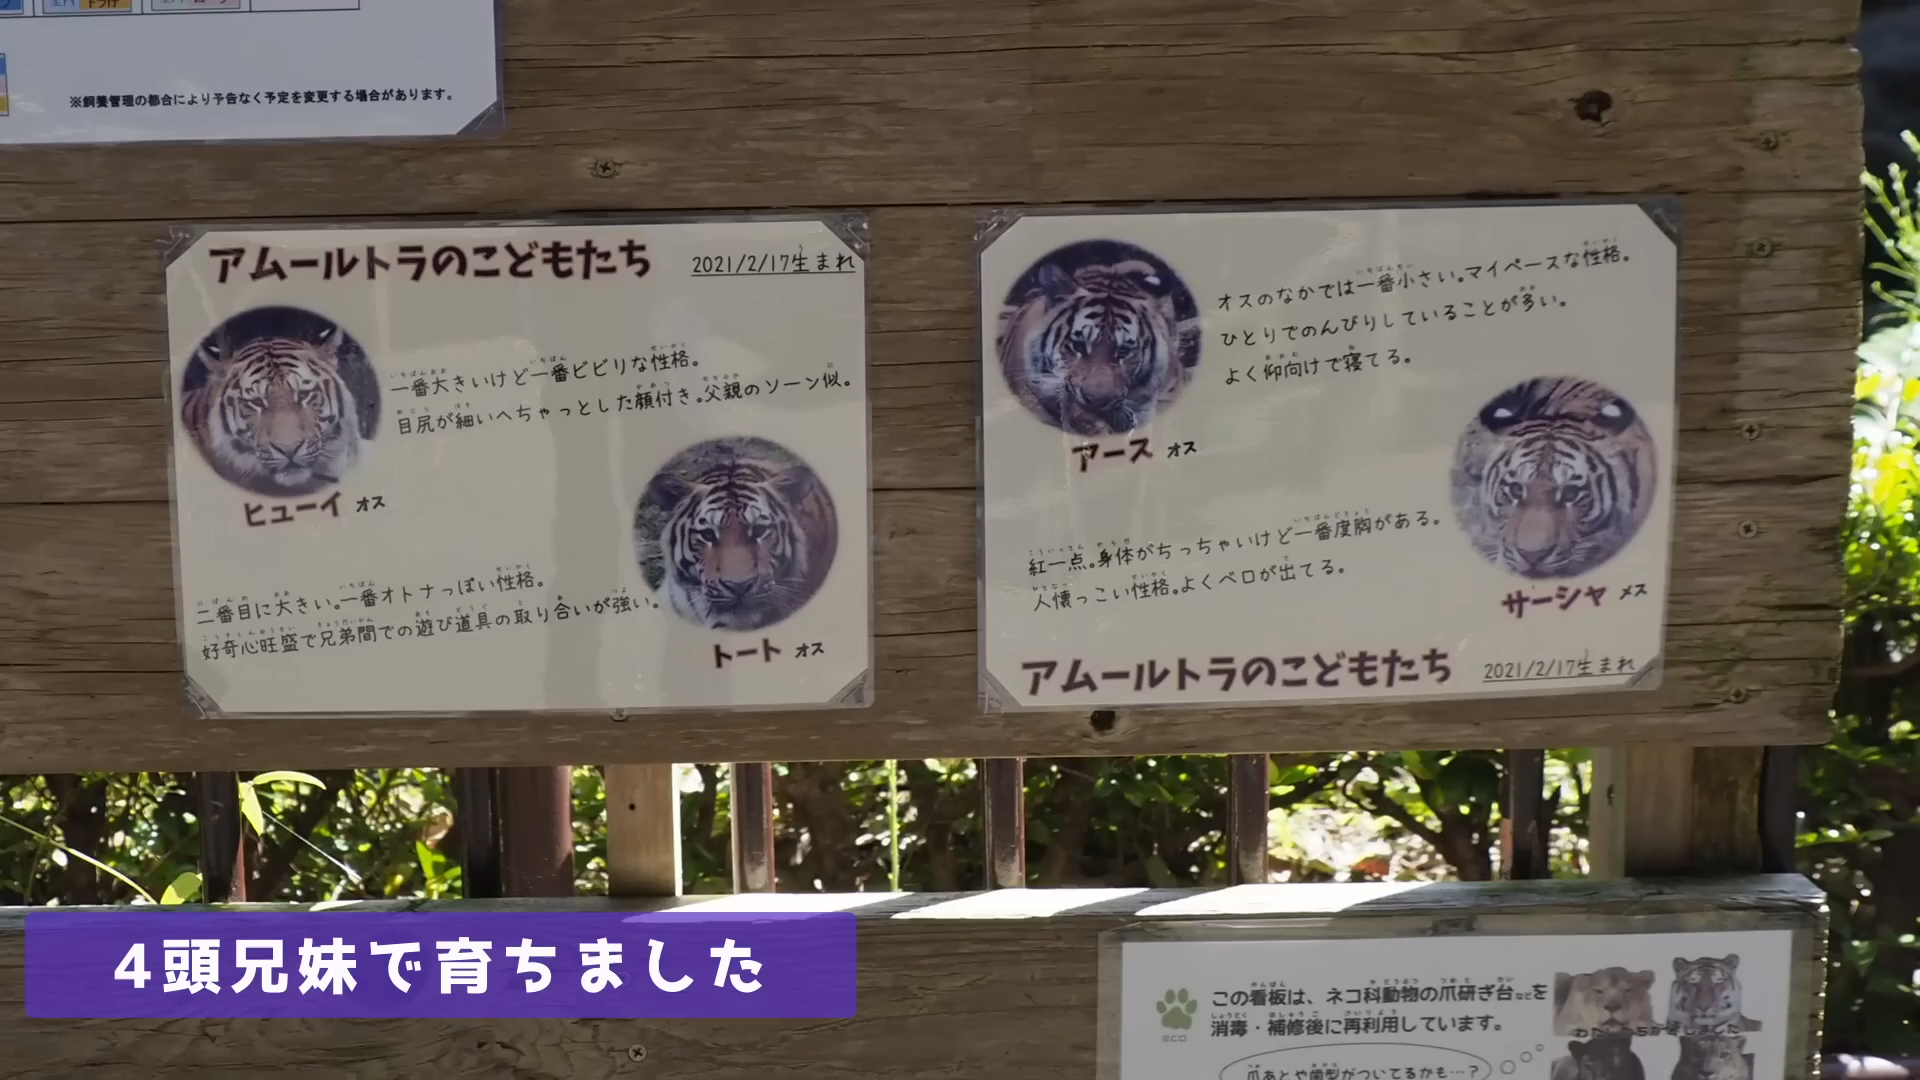 ※飼養管理の都合により予告なく予定を変更する場合があります。
アムールトラのこどもたち
2021/2/17生まれ
一番大きいけど一番ビビリな性格。
目尻が細いへちゃっとした顔付き。父親のソーン似。
ヒューイ オス
二番目に大きい。一番オトナっぽい性格。
好奇心旺盛で兄弟間での遊び道具の取り合いが強い。
トート オス
オスのなかでは一番小さい。マイペースな性格。
ひとりでのんびりしていることが多い。
よく仰向けで寝てる。
アース オス
紅一点。身体がちっちゃいけど一番度胸がある。
人懐っこい性格。よくベロが出てる。
サーシャ メス
アムールトラのこどもたち
2021/2/17生まれ
4頭兄妹で育ちました
この看板は、ネコ科動物の爪研ぎ台などを
消毒・補修後に再利用しています。
ECO
爪あとや歯型がついてるかも…?